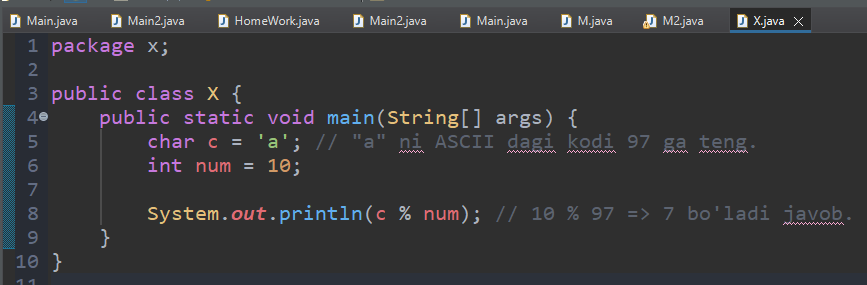 Main.java Main2.java HomeWork.java Main2.java Main.java M.java M2.java X.java
1 package x;
2
3 public class X {
4 public static void main(String[] args) {
5 char c = 'a'; // "a" ni ASCII dagi kodi 97 ga teng.
6 int num = 10;
7
8 System.out.println(c % num); // 10 % 97 => 7 bo'ladi javob.
9 }
10 }
11